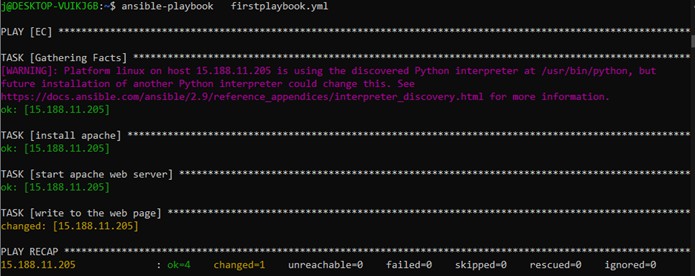 j@DESKTOP-VUIKJ6B:~$ ansible-playbook   firstplaybook.yml
PLAY [EC] *****************************************************************************************
TASK [Gathering Facts] ****************************************************************************
[WARNING]: Platform linux on host 15.188.11.205 is using the discovered Python interpreter at /usr/bin/python, but
future installation of another Python interpreter could change this. See
https://docs.ansible.com/ansible/2.9/reference_appendices/interpreter_discovery.html for more information.
ok: [15.188.11.205]
TASK [install apache] *****************************************************************************
ok: [15.188.11.205]
TASK [start apache web server] ********************************************************************
ok: [15.188.11.205]
TASK [write to the web page] **********************************************************************
changed: [15.188.11.205]
PLAY RECAP ****************************************************************************************
15.188.11.205              : ok=4    changed=1    unreachable=0    failed=0    skipped=0    rescued=0    ignored=0